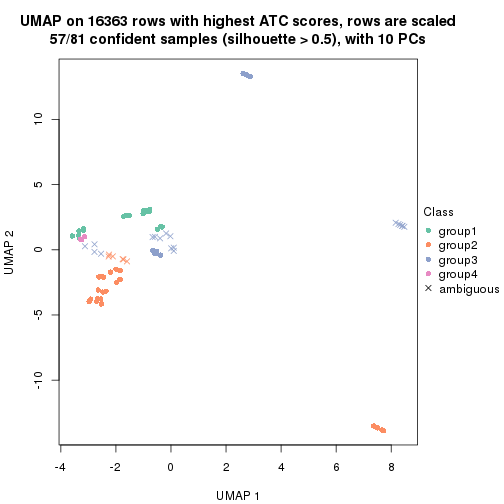 UMAP on 16363 rows with highest ATC scores, rows are scaled
57/81 confident samples (silhouette > 0.5), with 10 PCs
10
5
0
-5
-10
UMAP 2
-4
-2
0
2
4
6
8
UMAP 1
Class
group1
group2
group3
group4
ambiguous